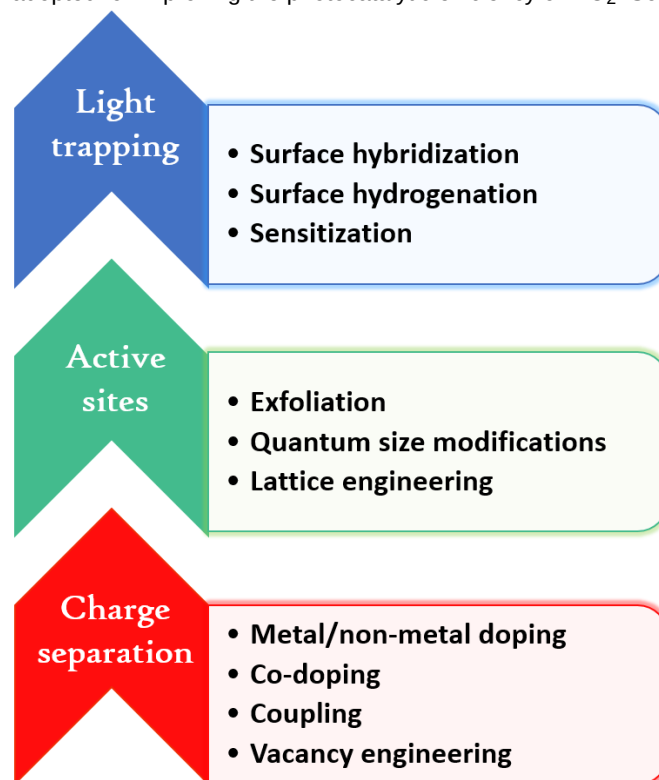 Light
trapping
• Surface hybridization
• Surface hydrogenation
• Sensitization
Active
sites
• Exfoliation
• Quantum size modifications
• Lattice engineering
Charge
separation
• Metal/non-metal doping
• Co-doping
• Coupling
• Vacancy engineering